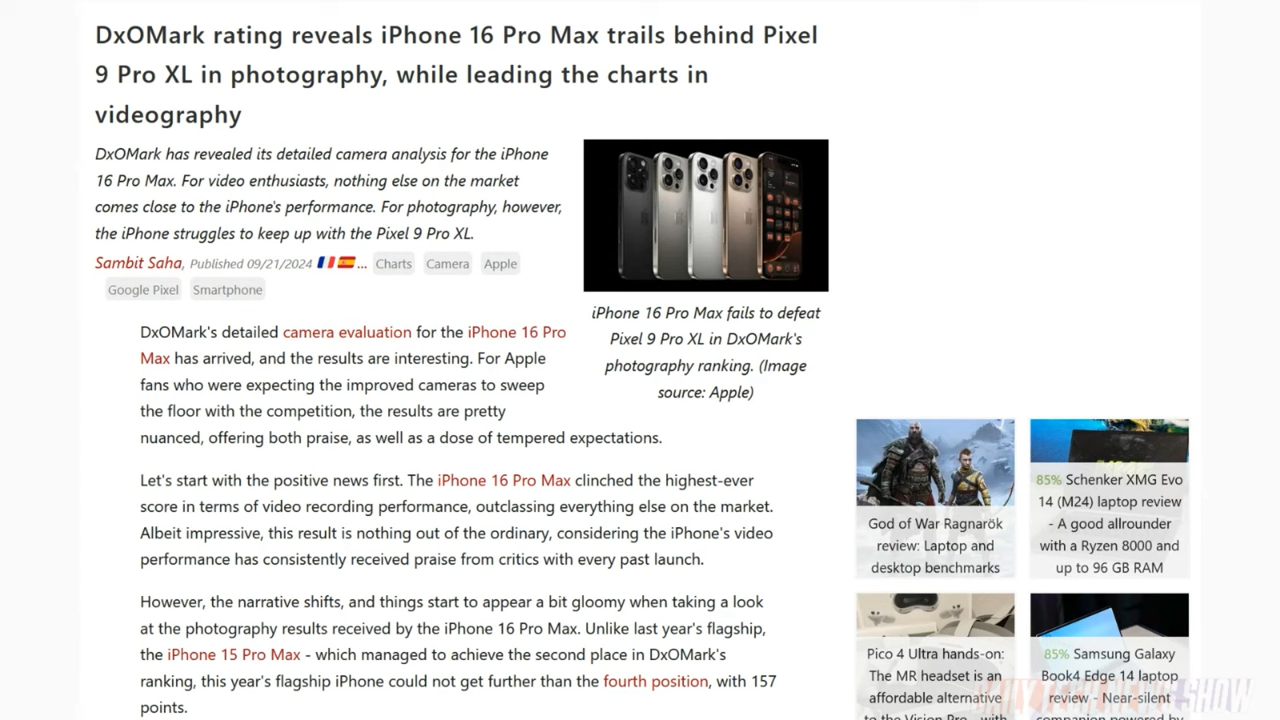 DxOMark rating reveals iPhone 16 Pro Max trails behind Pixel
9 Pro XL in photography, while leading the charts in
videography
DxOMark has revealed its detailed camera analysis for the iPhone
16 Pro Max. For video enthusiasts, nothing else on the market
comes close to the iPhone's performance. For photography, however,
the iPhone struggles to keep up with the Pixel 9 Pro XL.
Sambit Saha, Published 09/21/2024 ... Charts Camera Apple
Google Pixel Smartphone
iPhone 16 Pro Max fails to defeat
Pixel 9 Pro XL in DxOMark's
photography ranking. (Image
source: Apple)
DxOMark's detailed camera evaluation for the iPhone 16 Pro
Max has arrived, and the results are interesting. For Apple
fans who were expecting the improved cameras to sweep
the floor with the competition, the results are pretty
nuanced, offering both praise, as well as a dose of tempered expectations.
Let's start with the positive news first. The iPhone 16 Pro Max clinched the highest-ever
score in terms of video recording performance, outclassing everything else on the market.
Albeit impressive, this result is nothing out of the ordinary, considering the iPhone's video
performance has consistently received praise from critics with every past launch.
However, the narrative shifts, and things start to appear a bit gloomy when taking a look
at the photography results received by the iPhone 16 Pro Max. Unlike last year's flagship,
the iPhone 15 Pro Max - which managed to achieve the second place in DxOMark's
ranking, this year's flagship iPhone could not get further than the fourth position, with 157
points.
God of War Ragnarök
review: Laptop and
desktop benchmarks
85% Schenker XMG Evo
14 (M24) laptop review
- A good allrounder
with a Ryzen 8000 and
up to 96 GB RAM
Pico 4 Ultra hands-on:
The MR headset is an
affordable alternative
to the Vision Pro – with
85% Samsung Galaxy
Book4 Edge 14 laptop
review - Near-silent
companion powered by
DAILY TECH NEWS SHOW